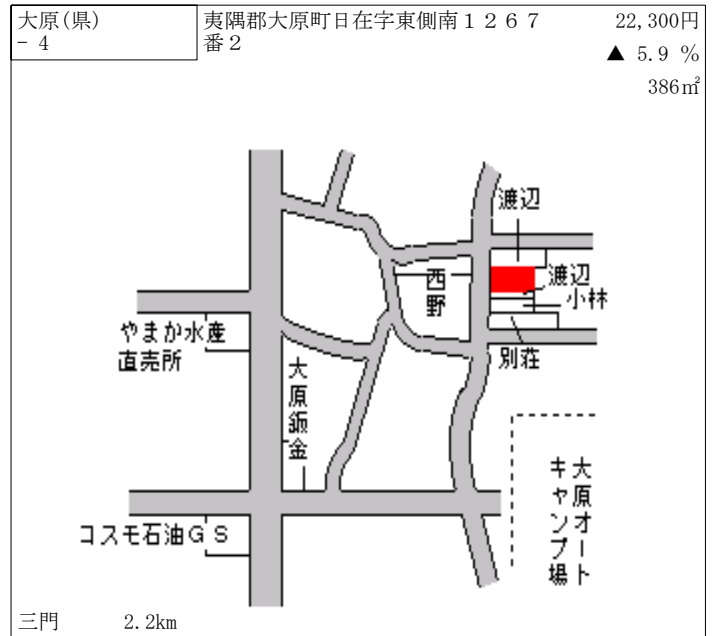 大原(県)
- 4
夷隅郡大原町日在字東側南1267
番2
22,300円
▲ 5.9 %
386㎡
渡辺
西野
渡辺
小林
やまか水産
直売所
別荘
大原鈑金
大原オート
キャンプ場
コスモ石油GS
三門 2.2km